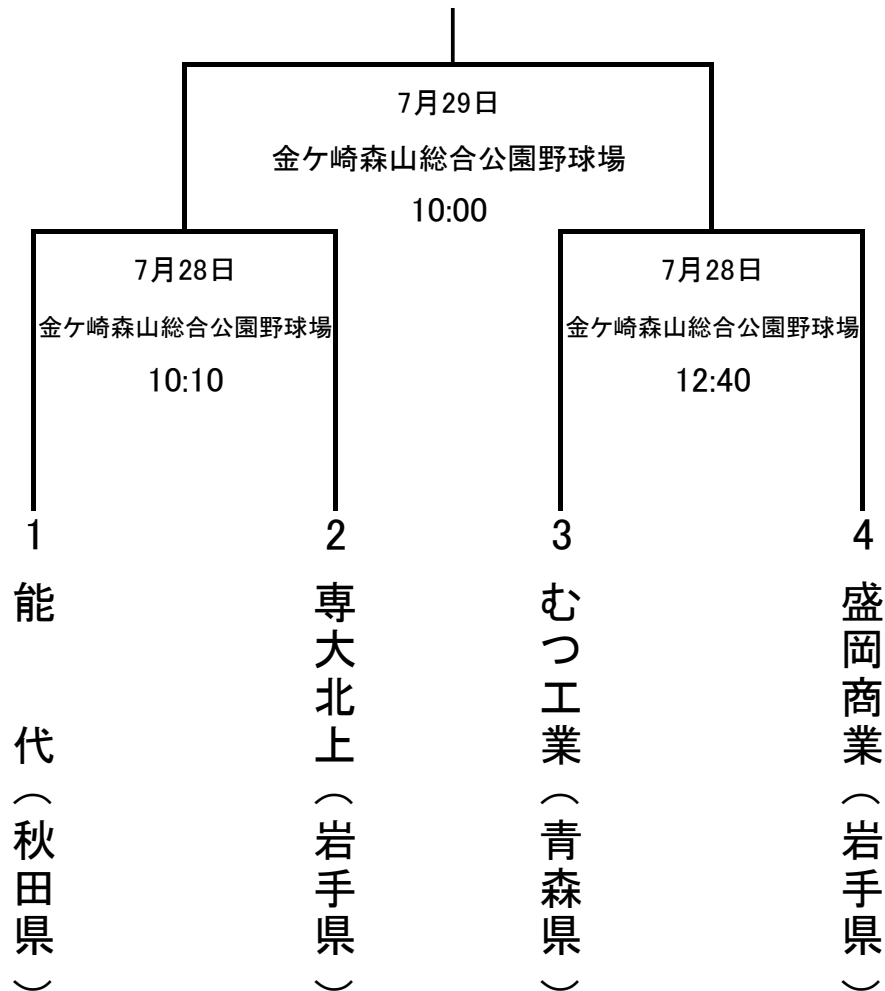 7月29日
金ケ崎森山総合公園野球場
10:00
7月28日
金ケ崎森山総合公園野球場
10:10
7月28日
金ケ崎森山総合公園野球場
12:40
1
能　代（秋田県）
2
専大北上（岩手県）
3
むつ工業（青森県）
4
盛岡商業（岩手県）